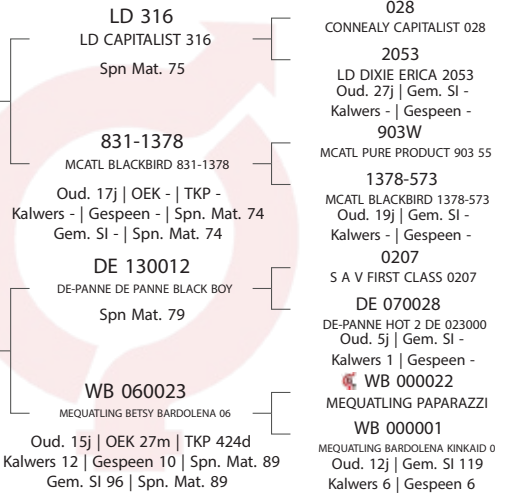 LD 316
LD CAPITALIST 316
Spn Mat. 75
831-1378
MCATL BLACKBIRD 831-1378
Oud. 17j | OEK - | TKP -
Kalwers - | Gespeen - | Spn. Mat. 74
Gem. SI - | Spn. Mat. 74
DE 130012
DE-PANNE DE PANNE BLACK BOY
Spn Mat. 79
WB 060023
MEQUATLING BETSY BARDOLENA 06
Oud. 15j | OEK 27m | TKP 424d
Kalwers 12 | Gespeen 10 | Spn. Mat. 89
Gem. SI 96 | Spn. Mat. 89
028
CONNEALY CAPITALIST 028
2053
LD DIXIE ERICA 2053
Oud. 27j | Gem. SI -
Kalwers - | Gespeen -
903W
MCATL PURE PRODUCT 903 55
1378-573
MCATL BLACKBIRD 1378-573
Oud. 19j | Gem. SI -
Kalwers - | Gespeen -
0207
S A V FIRST CLASS 0207
DE 070028
DE-PANNE HOT 2 DE 023000
Oud. 5j | Gem. SI -
Kalwers 1 | Gespeen -
WB 000022
MEQUATLING PAPARAZZI
WB 000001
MEQUATLING BARDOLENA KINKAID 0
Oud. 12j | Gem. SI 119
Kalwers 6 | Gespeen 6